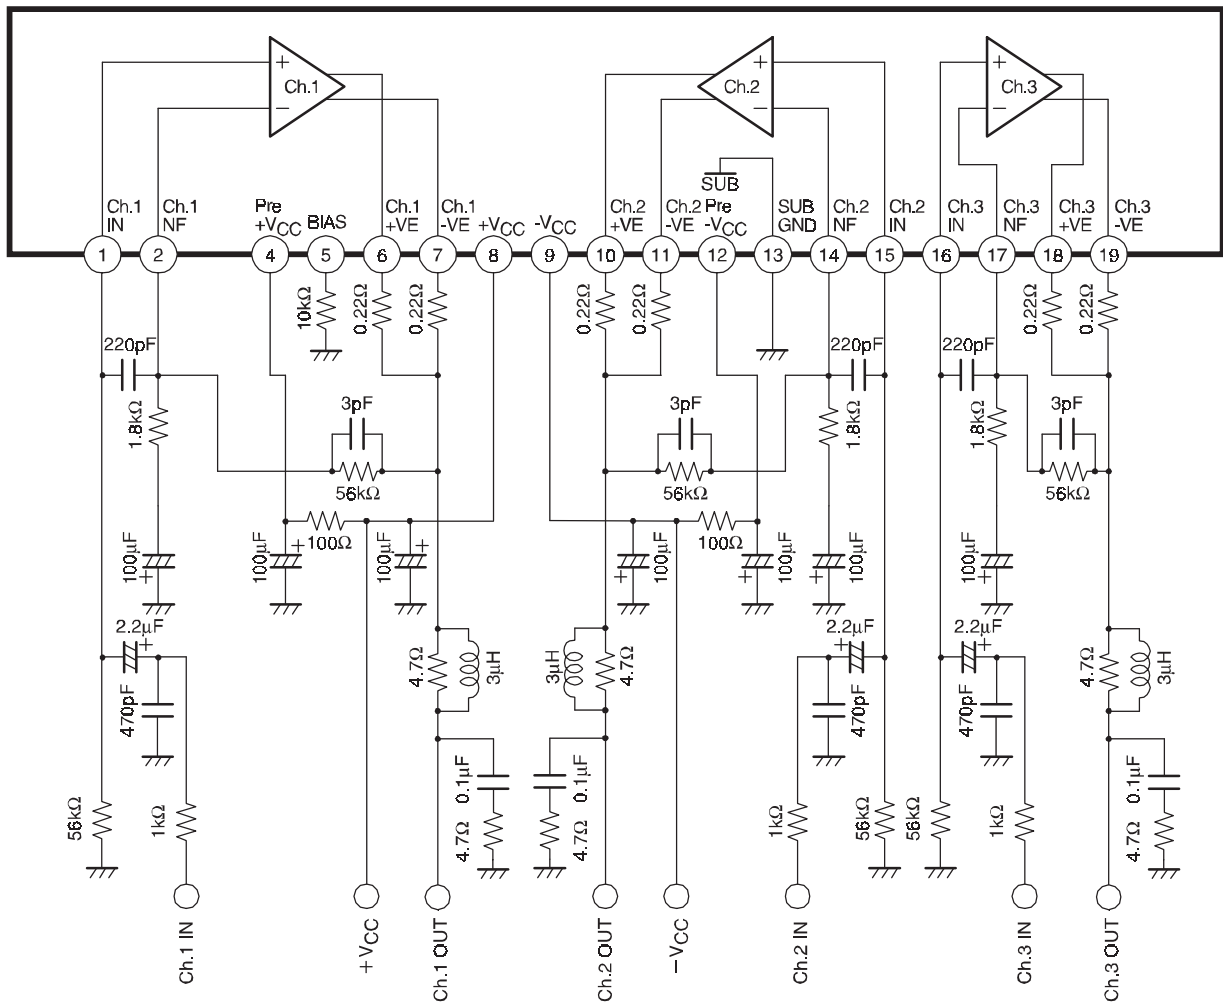 +
Ch.1
−
+
Ch.2
−
+
Ch.3
−
SUB
Ch.1
IN
Ch.1
NF
Pre
+VCC
BIAS
Ch.1
+VE
Ch.1
-VE
+VCC
-VCC
Ch.2
+VE
Ch.2
-VE
Pre
-VCC
SUB
GND
Ch.2
NF
Ch.2
IN
Ch.3
IN
Ch.3
NF
Ch.3
+VE
Ch.3
-VE
1
2
4
5
6
7
8
9
10
11
12
13
14
15
16
17
18
19
10kΩ
0.22Ω
0.22Ω
0.22Ω
0.22Ω
0.22Ω
0.22Ω
220pF
220pF
220pF
1.8kΩ
3pF
3pF
1.8kΩ
1.8kΩ
3pF
56kΩ
56kΩ
56kΩ
100Ω
100Ω
100µF
+
100µF
+
+
100µF
+
100µF
+
100µF
+
100µF
100µF
+
2.2µF
+
2.2µF
+
2.2µF
+
4.7Ω
3µH
3µH
4.7Ω
4.7Ω
3µH
470pF
470pF
470pF
0.1µF
0.1µF
0.1µF
56kΩ
1kΩ
4.7Ω
4.7Ω
1kΩ
56kΩ
56kΩ
1kΩ
4.7Ω
Ch.1 IN
+VCC
Ch.1 OUT
Ch.2 OUT
−VCC
Ch.2 IN
Ch.3 IN
Ch.3 OUT